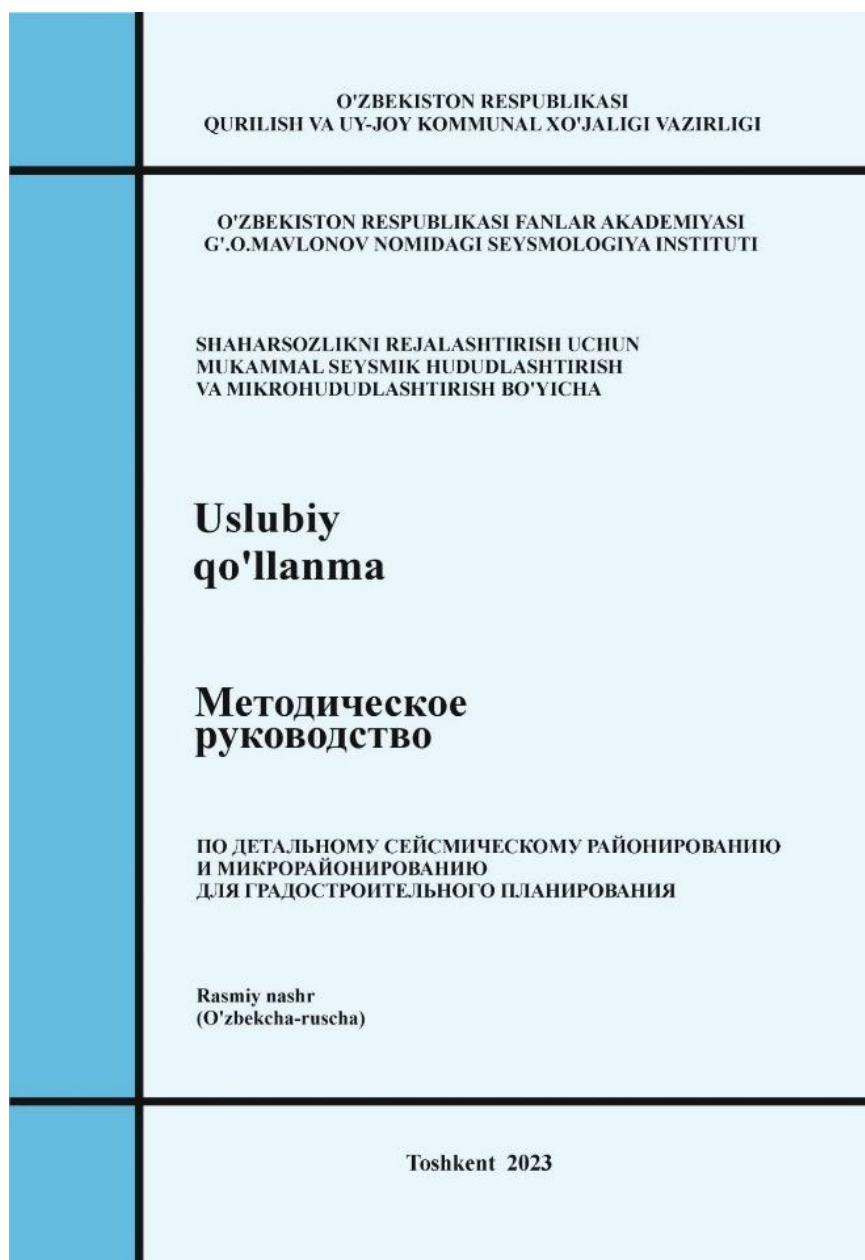 O'ZBEKISTON RESPUBLIKASI
QURILISH VA UY-JOY KOMMUNAL XO'JALIGI VAZIRLIGI
O'ZBEKISTON RESPUBLIKASI FANLAR AKADEMIYASI
G'.O.MAVLONOV NOMIDAGI SEYSMOLOGIYA INSTITUTI
SHAHARSOZLIKNI REJALASHTIRISH UCHUN
MUKAMMAL SEYSMIK HUDUDLASHTIRISH
VA MIKROHUDUDLASHTIRISH BO'YICHA
Uslubiy
qo'llanma
Методическое
руководство
ПО ДЕТАЛЬНОМУ СЕЙСМИЧЕСКОМУ РАЙОНИРОВАНИЮ
И МИКРОРАЙОНИРОВАНИЮ
ДЛЯ ГРАДОСТРОИТЕЛЬНОГО ПЛАНИРОВАНИЯ
Rasmiy nashr
(O'zbekcha-ruscha)
Toshkent 2023